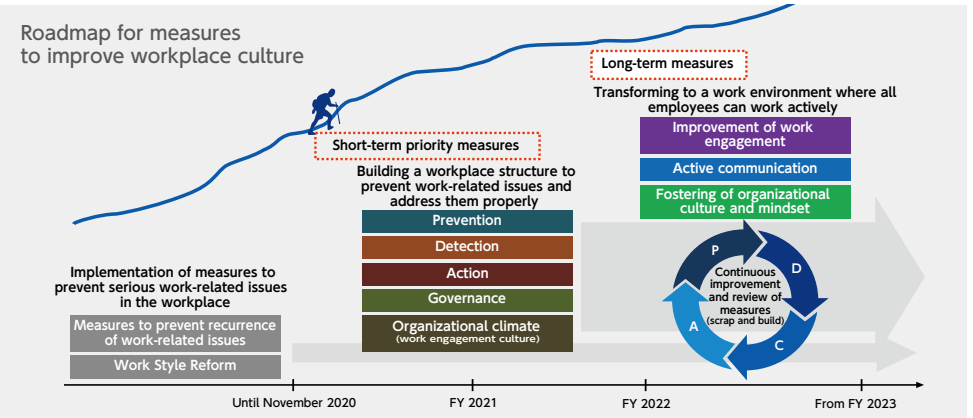 Roadmap for measures
to improve workplace culture
Long-term measures
Transforming to a work environment where all
employees can work actively
Improvement of work
engagement
Active communication
Fostering of organizational
culture and mindset
Short-term priority measures
Building a workplace structure to
prevent work-related issues and
address them properly
Prevention
Detection
Action
Governance
Organizational climate
(work engagement culture)
Implementation of measures to
prevent serious work-related issues
in the workplace
Measures to prevent recurrence
of work-related issues
Work Style Reform
P
D
C
A
Continuous
improvement
and review of
measures
(scrap and build)
Until November 2020
FY 2021
FY 2022
From FY 2023